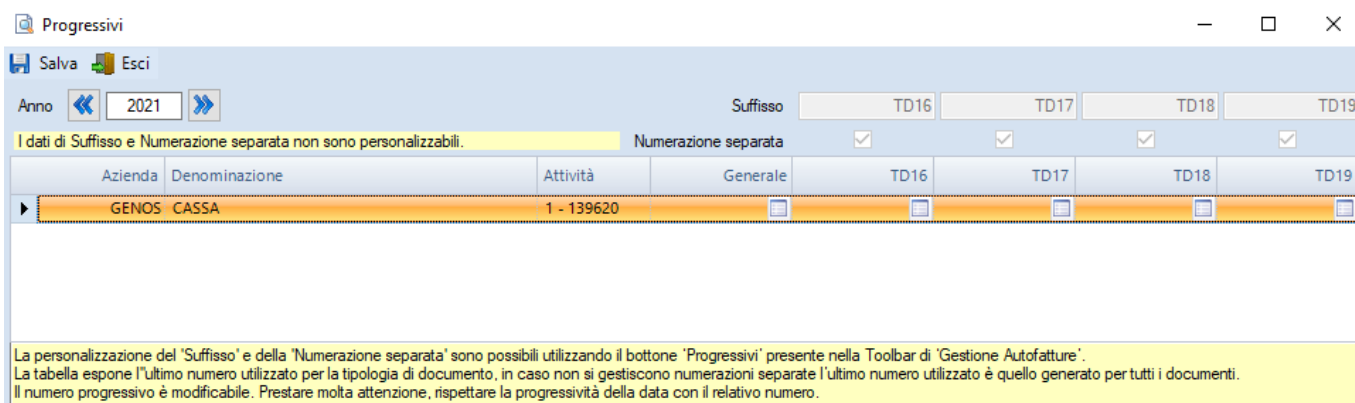 Progressivi
Salva Esci
Anno 2021 Suffisso TD16 TD17 TD18 TD19
I dati di Suffisso e Numerazione separata non sono personalizzabili. Numerazione separata
Azienda Denominazione Attività Generale TD16 TD17 TD18 TD19
GENOS CASSA 1 - 139620
La personalizzazione del 'Suffisso' e della 'Numerazione separata' sono possibili utilizzando il bottone 'Progressivi' presente nella Toolbar di 'Gestione Autofatture'.
La tabella espone l''ultimo numero utilizzato per la tipologia di documento, in caso non si gestiscono numerazioni separate l'ultimo numero utilizzato è quello generato per tutti i documenti.
Il numero progressivo è modificabile. Prestare molta attenzione, rispettare la progressività della data con il relativo numero.